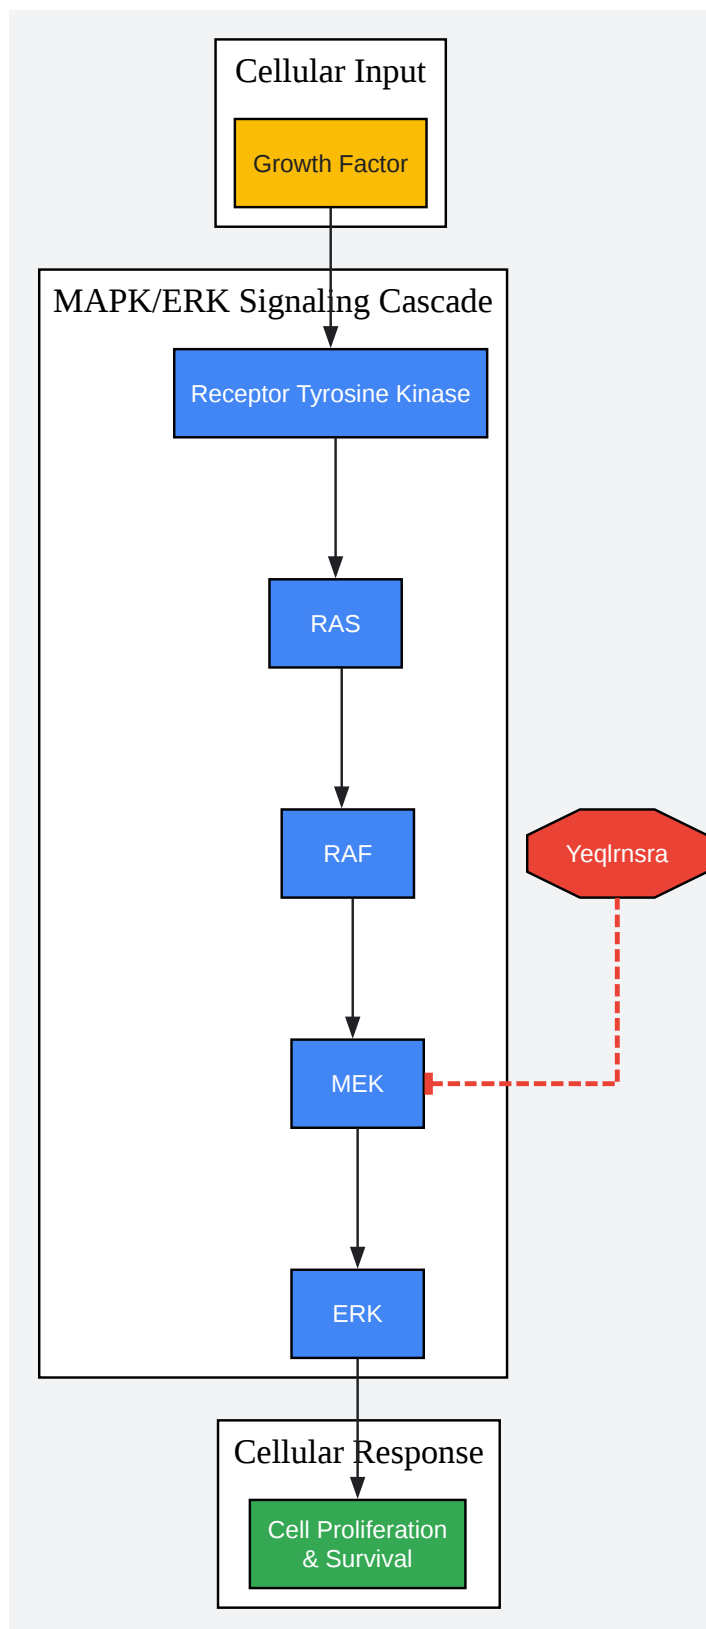 Cellular Input
Growth Factor
MAPK/ERK Signaling Cascade
Receptor Tyrosine Kinase
RAS
RAF
Yeqlrnsra
MEK
ERK
Cellular Response
Cell Proliferation
& Survival